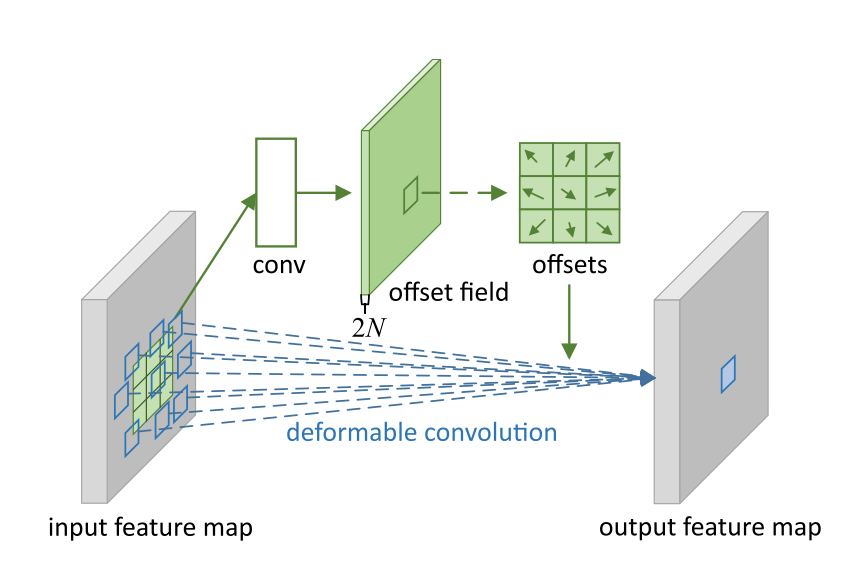 conv
offsets
offset field
2N
deformable convolution
input feature map
output feature map